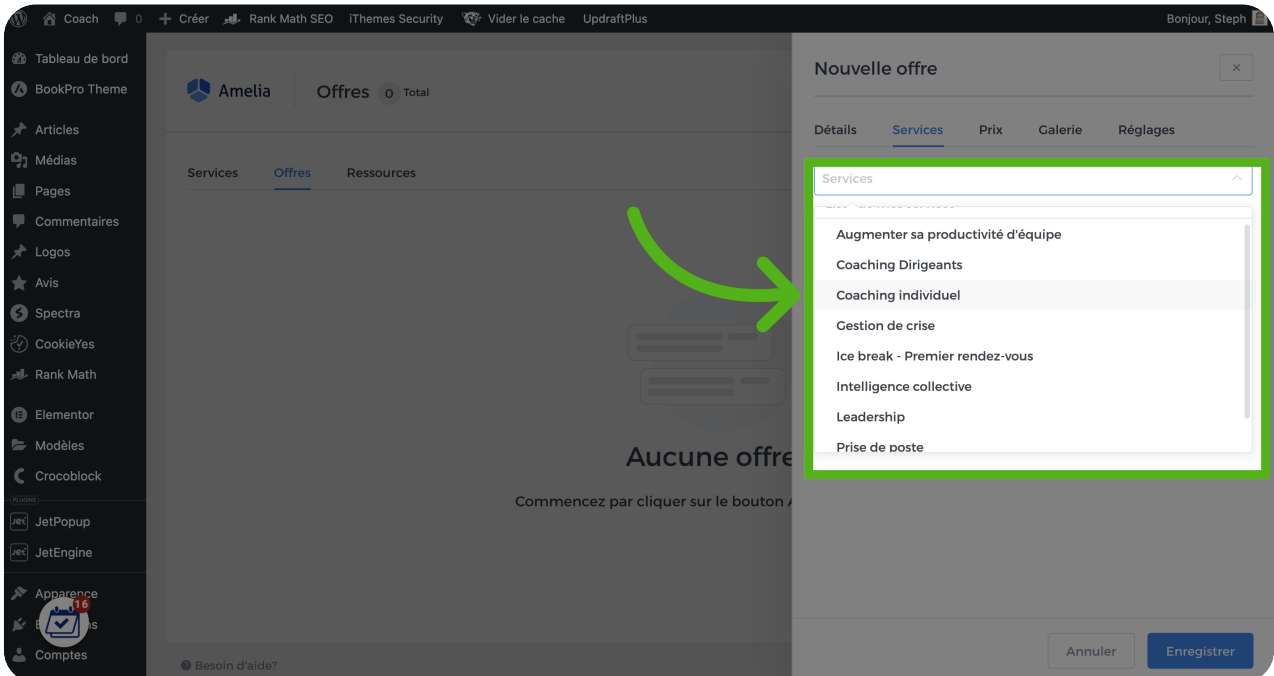 Coach 0 Créer Rank Math SEO iThemes Security Vider le cache UpdraftPlus Bonjour, Steph
Tableau de bord
BookPro Theme
Articles
Médias
Pages
Commentaires
Logos
Avis
Spectra
CookieYes
Rank Math
Elementor
Modèles
Crocoblock
PLUGINS
Jet JetPopup
Jet JetEngine
Apparence
16
Comptes
Amelia Offres 0 Total
Services Offres Ressources
Aucune offre
Commencez par cliquer sur le bouton
Besoin d'aide?
Nouvelle offre
Détails Services Prix Galerie Réglages
Services
Augmenter sa productivité d'équipe
Coaching Dirigeants
Coaching individuel
Gestion de crise
Ice break - Premier rendez-vous
Intelligence collective
Leadership
Prise de poste
Annuler Enregistrer